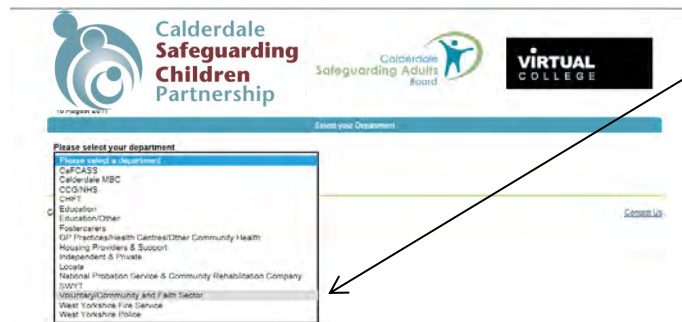 Calderdale
Safeguarding
Children
Partnership
Calderdale
Safeguarding Adults
Board
VIRTUAL
COLLEGE
Select your Department
Please select your department
Please select a department
CaFCASS
Calderdale MBC
CCG/NHS
CHFT
Education
Education/Other
Fostercarers
GP Practices/Health Centres/Other Community Health
Housing Providers & Support
Independent & Private
Locala
National Probation Service & Community Rehabilitation Company
SWYT
Voluntary/Community and Faith Sector
West Yorkshire Fire Service
West Yorkshire Police
Contact Us